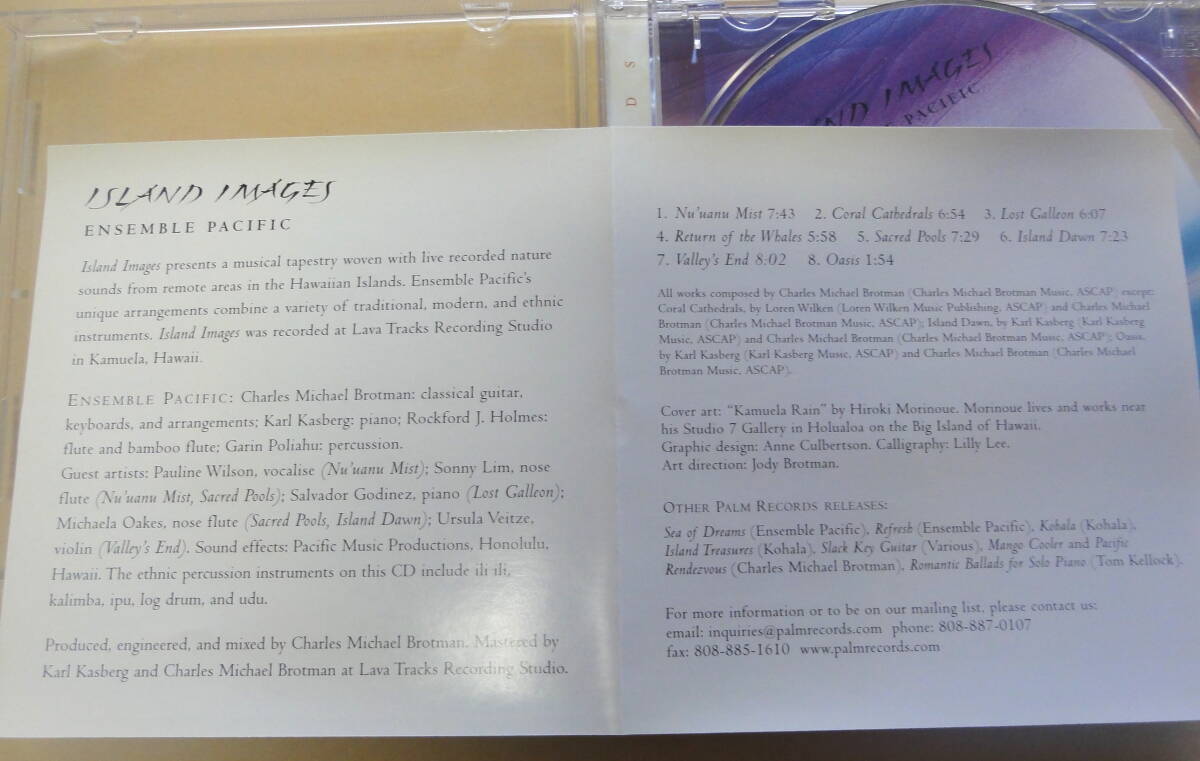 D S
ISLAND IMAGES
PACIFIC
ISLAND IMAGES
ENSEMBLE PACIFIC
Island Images presents a musical tapestry woven with live recorded nature
sounds from remote areas in the Hawaiian Islands. Ensemble Pacific's
unique arrangements combine a variety of traditional, modern, and ethnic
instruments. Island Images was recorded at Lava Tracks Recording Studio
in Kamuela, Hawaii.
ENSEMBLE PACIFIC: Charles Michael Brotman: classical guitar,
keyboards, and arrangements; Karl Kasberg: piano; Rockford J. Holmes:
flute and bamboo flute; Garin Poliahu: percussion.
Guest artists: Pauline Wilson, vocalise (Nu'uanu Mist); Sonny Lim, nose
flute (Nu'uanu Mist, Sacred Pools); Salvador Godinez, piano (Lost Galleon);
Michaela Oakes, nose flute (Sacred Pools, Island Dawn); Ursula Veitze,
violin (Valley's End). Sound effects: Pacific Music Productions, Honolulu,
Hawaii. The ethnic percussion instruments on this CD include ili ili,
kalimba, ipu, log drum, and udu.
Produced, engineered, and mixed by Charles Michael Brotman. Mastered by
Karl Kasberg and Charles Michael Brotman at Lava Tracks Recording Studio.
1. Nu'uanu Mist 7:43 2. Coral Cathedrals 6:54 3. Lost Galleon 6:07
4. Return of the Whales 5:58 5. Sacred Pools 7:29 6. Island Dawn 7:23
7. Valley's End 8:02 8. Oasis 1:54
All works composed by Charles Michael Brotman (Charles Michael Brotman Music, ASCAP) except:
Coral Cathedrals, by Loren Wilken (Loren Wilken Music Publishing, ASCAP) and Charles Michael
Brotman (Charles Michael Brotman Music, ASCAP); Island Dawn, by Karl Kasberg (Karl Kasberg
Music, ASCAP) and Charles Michael Brotman (Charles Michael Brotman Music, ASCAP); Oasis,
by Karl Kasberg (Karl Kasberg Music, ASCAP) and Charles Michael Brotman (Charles Michael
Brotman Music, ASCAP).
Cover art: "Kamuela Rain" by Hiroki Morinoue. Morinoue lives and works near
his Studio 7 Gallery in Holualoa on the Big Island of Hawaii.
Graphic design: Anne Culbertson. Calligraphy: Lilly Lee.
Art direction: Jody Brotman.
OTHER PALM RECORDS RELEASES:
Sea of Dreams (Ensemble Pacific), Refresh (Ensemble Pacific), Kohala (Kohala),
Island Treasures (Kohala), Slack Key Guitar (Various), Mango Cooler and Pacific
Rendezvous (Charles Michael Brotman), Romantic Ballads for Solo Piano (Tom Kellock).
For more information or to be on our mailing list, please contact us:
email: inquiries@palmrecords.com phone: 808-887-0107
fax: 808-885-1610 www.palmrecords.com